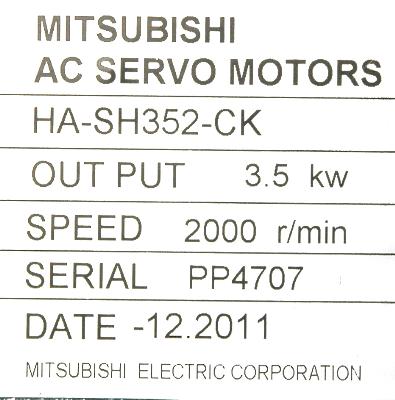 MITSUBISHI
AC SERVO MOTORS
HA-SH352-CK
OUT PUT 3.5 kw
SPEED 2000 r/min
SERIAL PP4707
DATE -12.2011
MITSUBISHI ELECTRIC CORPORATION